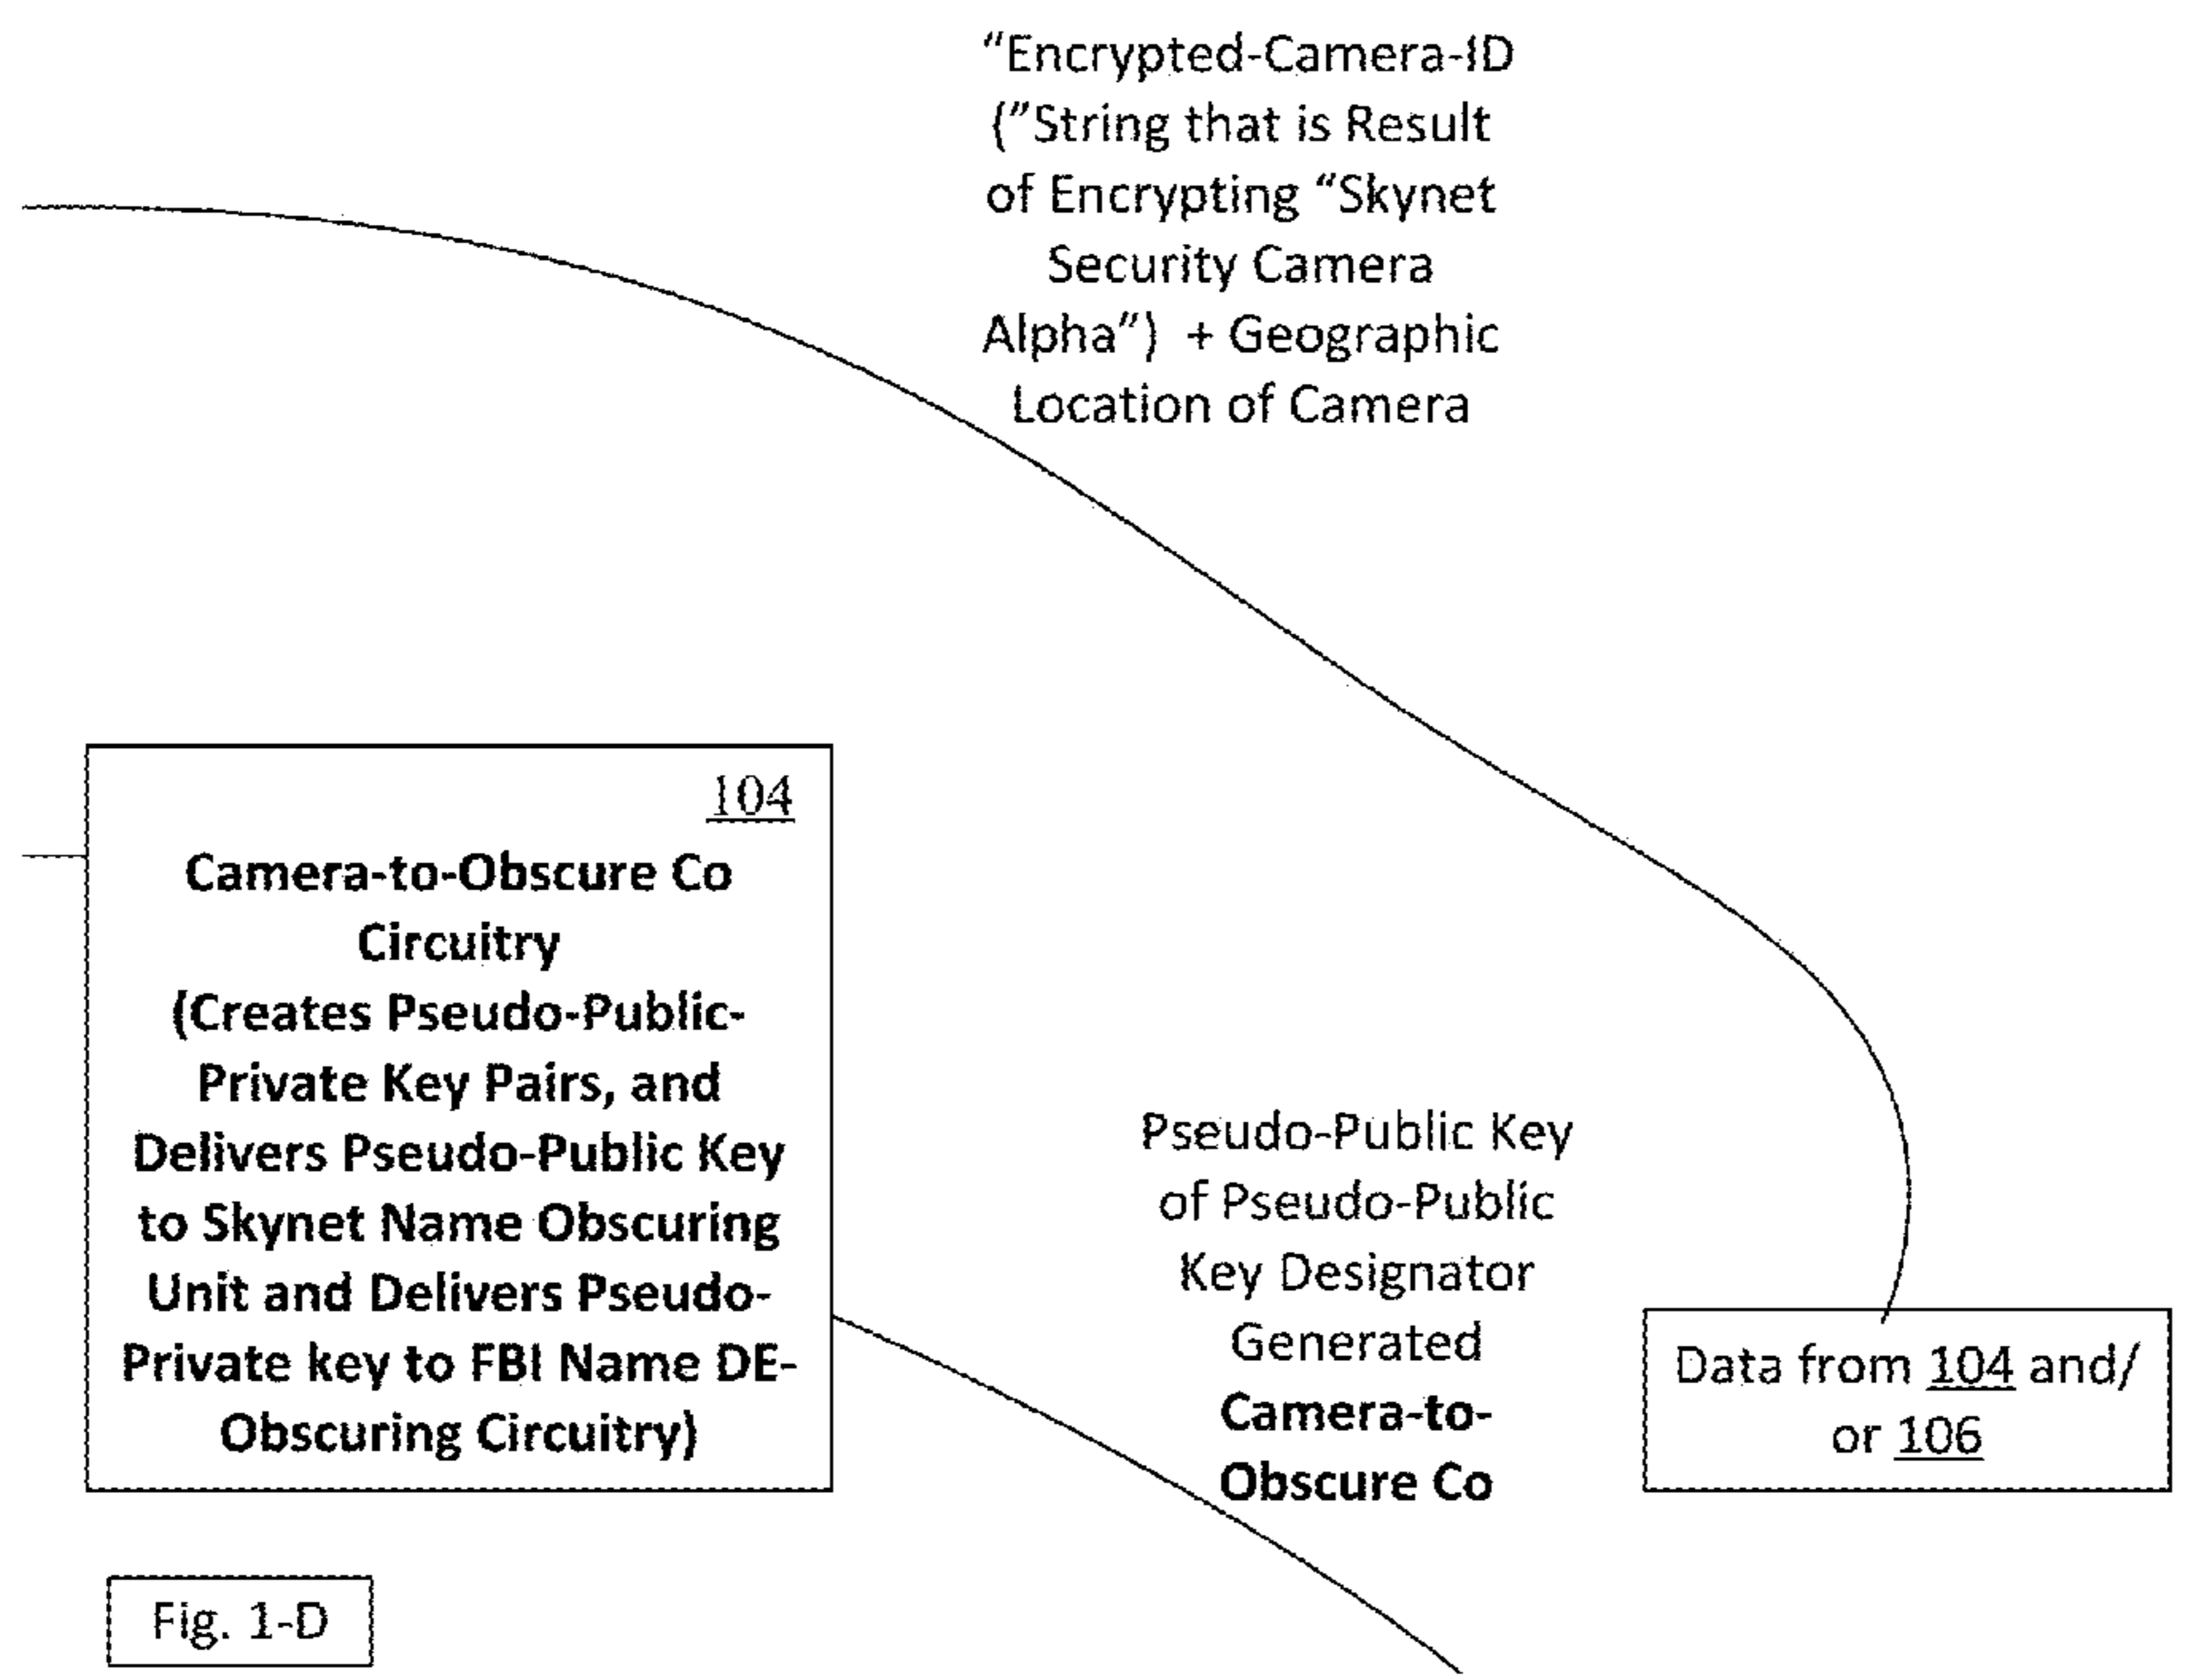 “Encrypted-Camera-ID
(”String that is Result
of Encrypting “Skynet
Security Camera
Alpha”)  + Geographic
Location of Camera
104
Camera-to-Obscure Co
Circuitry
(Creates Pseudo-Public-
Private Key Pairs, and
Delivers Pseudo-Public Key
to Skynet Name Obscuring
Unit and Delivers Pseudo-
Private key to FBI Name DE-
Obscuring Circuitry)
Pseudo-Public Key
of Pseudo-Public
Key Designator
Generated
Camera-to-
Obscure Co
Data from 104 and/
or 106
Fig. 1-D